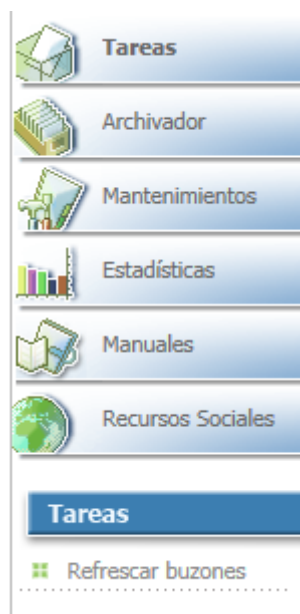 Tareas
Archivador
Mantenimientos
Estadísticas
Manuales
Recursos Sociales
Tareas
Refrescar buzones